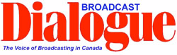 BROADCAST
Dialogue
The Voice of Broadcasting in Canada